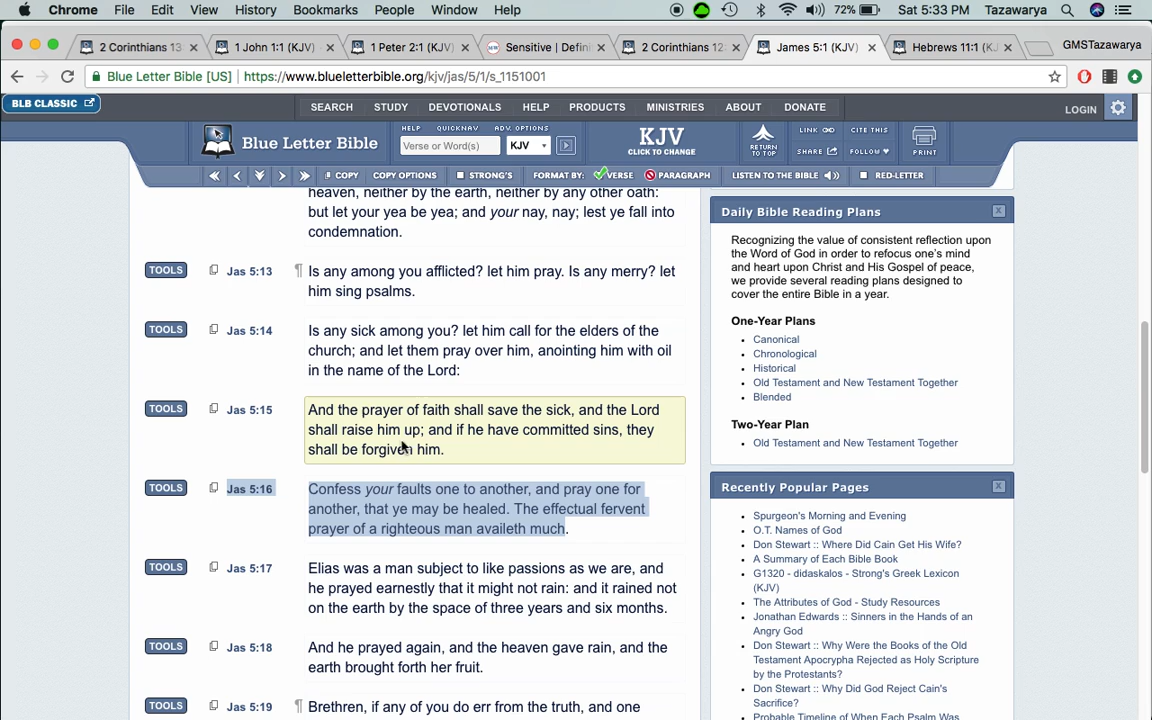 Chrome File Edit View History Bookmarks People Window Help 72% Sat 5:33 PM Tazawarya
2 Corinthians 13 1 John 1:1 (KJV) 1 Peter 2:1 (KJV) Sensitive | Defini 2 Corinthians 12 James 5:1 (KJV) Hebrews 11:1 (KJ GMSTazawarya
Blue Letter Bible [US] https://www.blueletterbible.org/kjv/jas/5/1/s_1151001
BLB CLASSIC SEARCH STUDY DEVOTIONALS HELP PRODUCTS MINISTRIES ABOUT DONATE LOGIN
Blue Letter Bible
HELP QUICKNAV ADV. OPTIONS
Verse or Word(s) KJV
KJV
CLICK TO CHANGE
RETURN
TO TOP
LINK CITE THIS
SHARE FOLLOW
PRINT
COPY COPY OPTIONS STRONG'S FORMAT BY: VERSE PARAGRAPH LISTEN TO THE BIBLE RED-LETTER
heaven, neither by the earth, neither by any other oath:
but let your yea be yea; and your nay, nay; lest ye fall into
condemnation.
TOOLS Jas 5:13 ¶ Is any among you afflicted? let him pray. Is any merry? let
him sing psalms.
TOOLS Jas 5:14 Is any sick among you? let him call for the elders of the
church; and let them pray over him, anointing him with oil
in the name of the Lord:
TOOLS Jas 5:15 And the prayer of faith shall save the sick, and the Lord
shall raise him up; and if he have committed sins, they
shall be forgiven him.
TOOLS Jas 5:16 Confess your faults one to another, and pray one for
another, that ye may be healed. The effectual fervent
prayer of a righteous man availeth much.
TOOLS Jas 5:17 Elias was a man subject to like passions as we are, and
he prayed earnestly that it might not rain: and it rained not
on the earth by the space of three years and six months.
TOOLS Jas 5:18 And he prayed again, and the heaven gave rain, and the
earth brought forth her fruit.
TOOLS Jas 5:19 ¶ Brethren, if any of you do err from the truth, and one
Daily Bible Reading Plans
Recognizing the value of consistent reflection upon
the Word of God in order to refocus one's mind
and heart upon Christ and His Gospel of peace,
we provide several reading plans designed to
cover the entire Bible in a year.
One-Year Plans
Canonical
Chronological
Historical
Old Testament and New Testament Together
Blended
Two-Year Plan
Old Testament and New Testament Together
Recently Popular Pages
Spurgeon's Morning and Evening
O.T. Names of God
Don Stewart :: Where Did Cain Get His Wife?
A Summary of Each Bible Book
G1320 - didaskalos - Strong's Greek Lexicon
(KJV)
The Attributes of God - Study Resources
Jonathan Edwards :: Sinners in the Hands of an
Angry God
Don Stewart :: Why Were the Books of the Old
Testament Apocrypha Rejected as Holy Scripture
by the Protestants?
Don Stewart :: Why Did God Reject Cain's
Sacrifice?
Probable Timeline of When Each Psalm Was